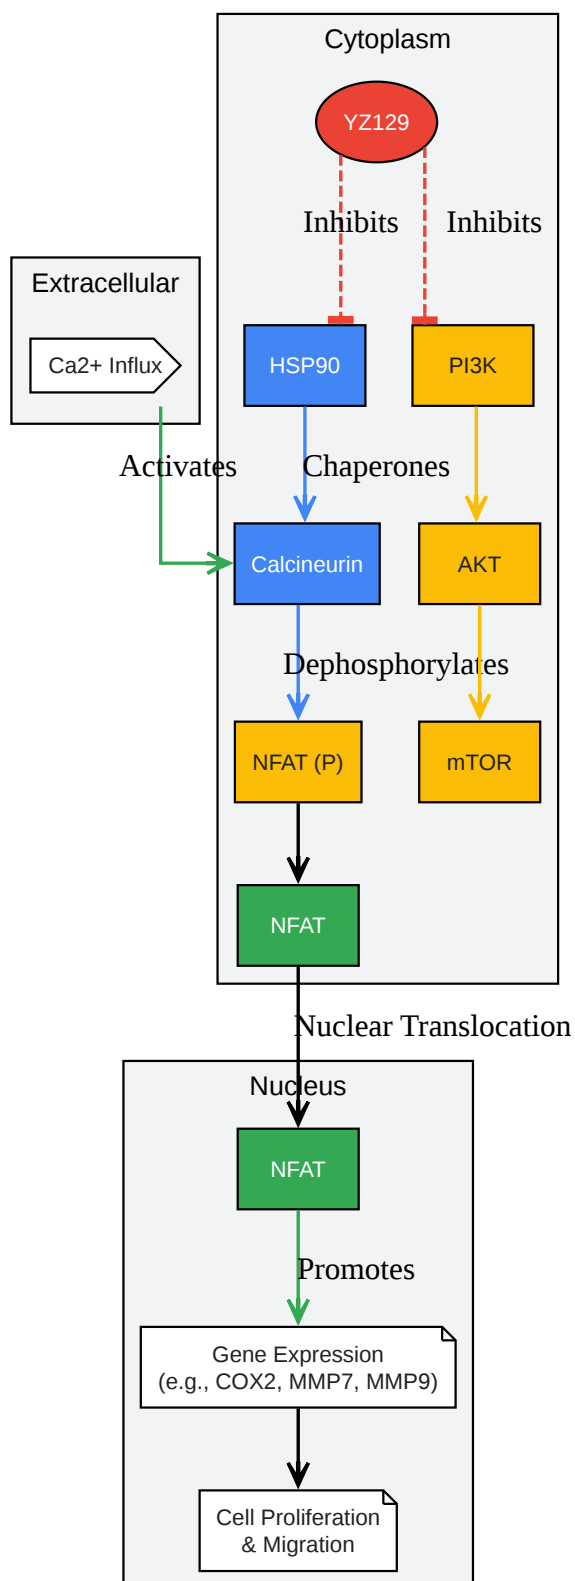 Cytoplasm
YZ129
Inhibits
Inhibits
Extracellular
Ca2+ Influx
HSP90
PI3K
Activates
Chaperones
Calcineurin
AKT
Dephosphorylates
NFAT (P)
mTOR
NFAT
Nuclear Translocation
Nucleus
NFAT
Promotes
Gene Expression
(e.g., COX2, MMP7, MMP9)
Cell Proliferation
& Migration